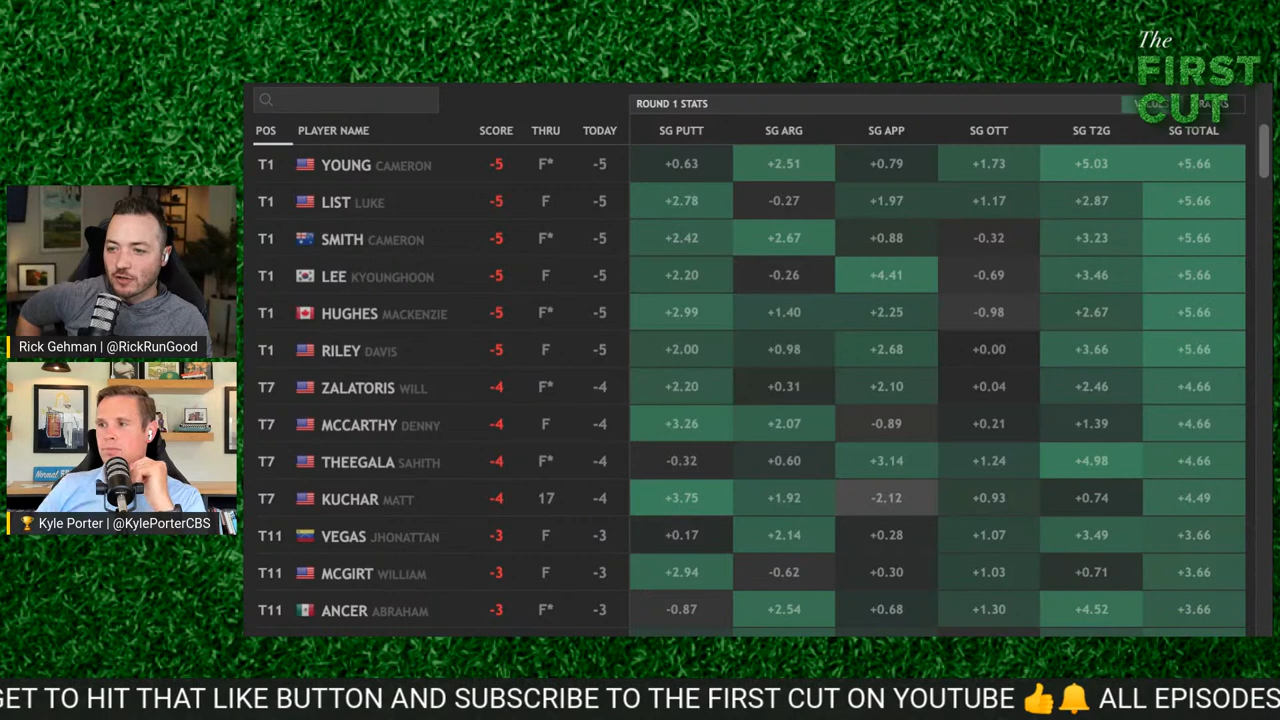 The
FIRST
CUT
ROUND 1 STATS
POS PLAYER NAME SCORE THRU TODAY SG PUTT SG ARG SG APP SG OTT SG T2G SG TOTAL
T1 YOUNG CAMERON -5 F* -5 +0.63 +2.51 +0.79 +1.73 +5.03 +5.66
T1 LIST LUKE -5 F -5 +2.78 -0.27 +1.97 +1.17 +2.87 +5.66
T1 SMITH CAMERON -5 F* -5 +2.42 +2.67 +0.88 -0.32 +3.23 +5.66
T1 LEE KYOUNGHOON -5 F -5 +2.20 -0.26 +4.41 -0.69 +3.46 +5.66
T1 HUGHES MACKENZIE -5 F* -5 +2.99 +1.40 +2.25 -0.98 +2.67 +5.66
T1 RILEY DAVIS -5 F -5 +2.00 +0.98 +2.68 +0.00 +3.66 +5.66
T7 ZALATORIS WILL -4 F* -4 +2.20 +0.31 +2.10 +0.04 +2.46 +4.66
T7 MCCARTHY DENNY -4 F -4 +3.26 +2.07 -0.89 +0.21 +1.39 +4.66
T7 THEEGALA SAHITH -4 F* -4 -0.32 +0.60 +3.14 +1.24 +4.98 +4.66
T7 KUCHAR MATT -4 17 -4 +3.75 +1.92 -2.12 +0.93 +0.74 +4.49
T11 VEGAS JHONATTAN -3 F -3 +0.17 +2.14 +0.28 +1.07 +3.49 +3.66
T11 MCGIRT WILLIAM -3 F -3 +2.94 -0.62 +0.30 +1.03 +0.71 +3.66
T11 ANCER ABRAHAM -3 F* -3 -0.87 +2.54 +0.68 +1.30 +4.52 +3.66
Rick Gehman | @RickRunGood
🏆 Kyle Porter | @KylePorterCBS
GET TO HIT THAT LIKE BUTTON AND SUBSCRIBE TO THE FIRST CUT ON YOUTUBE 👍🔔 ALL EPISODES